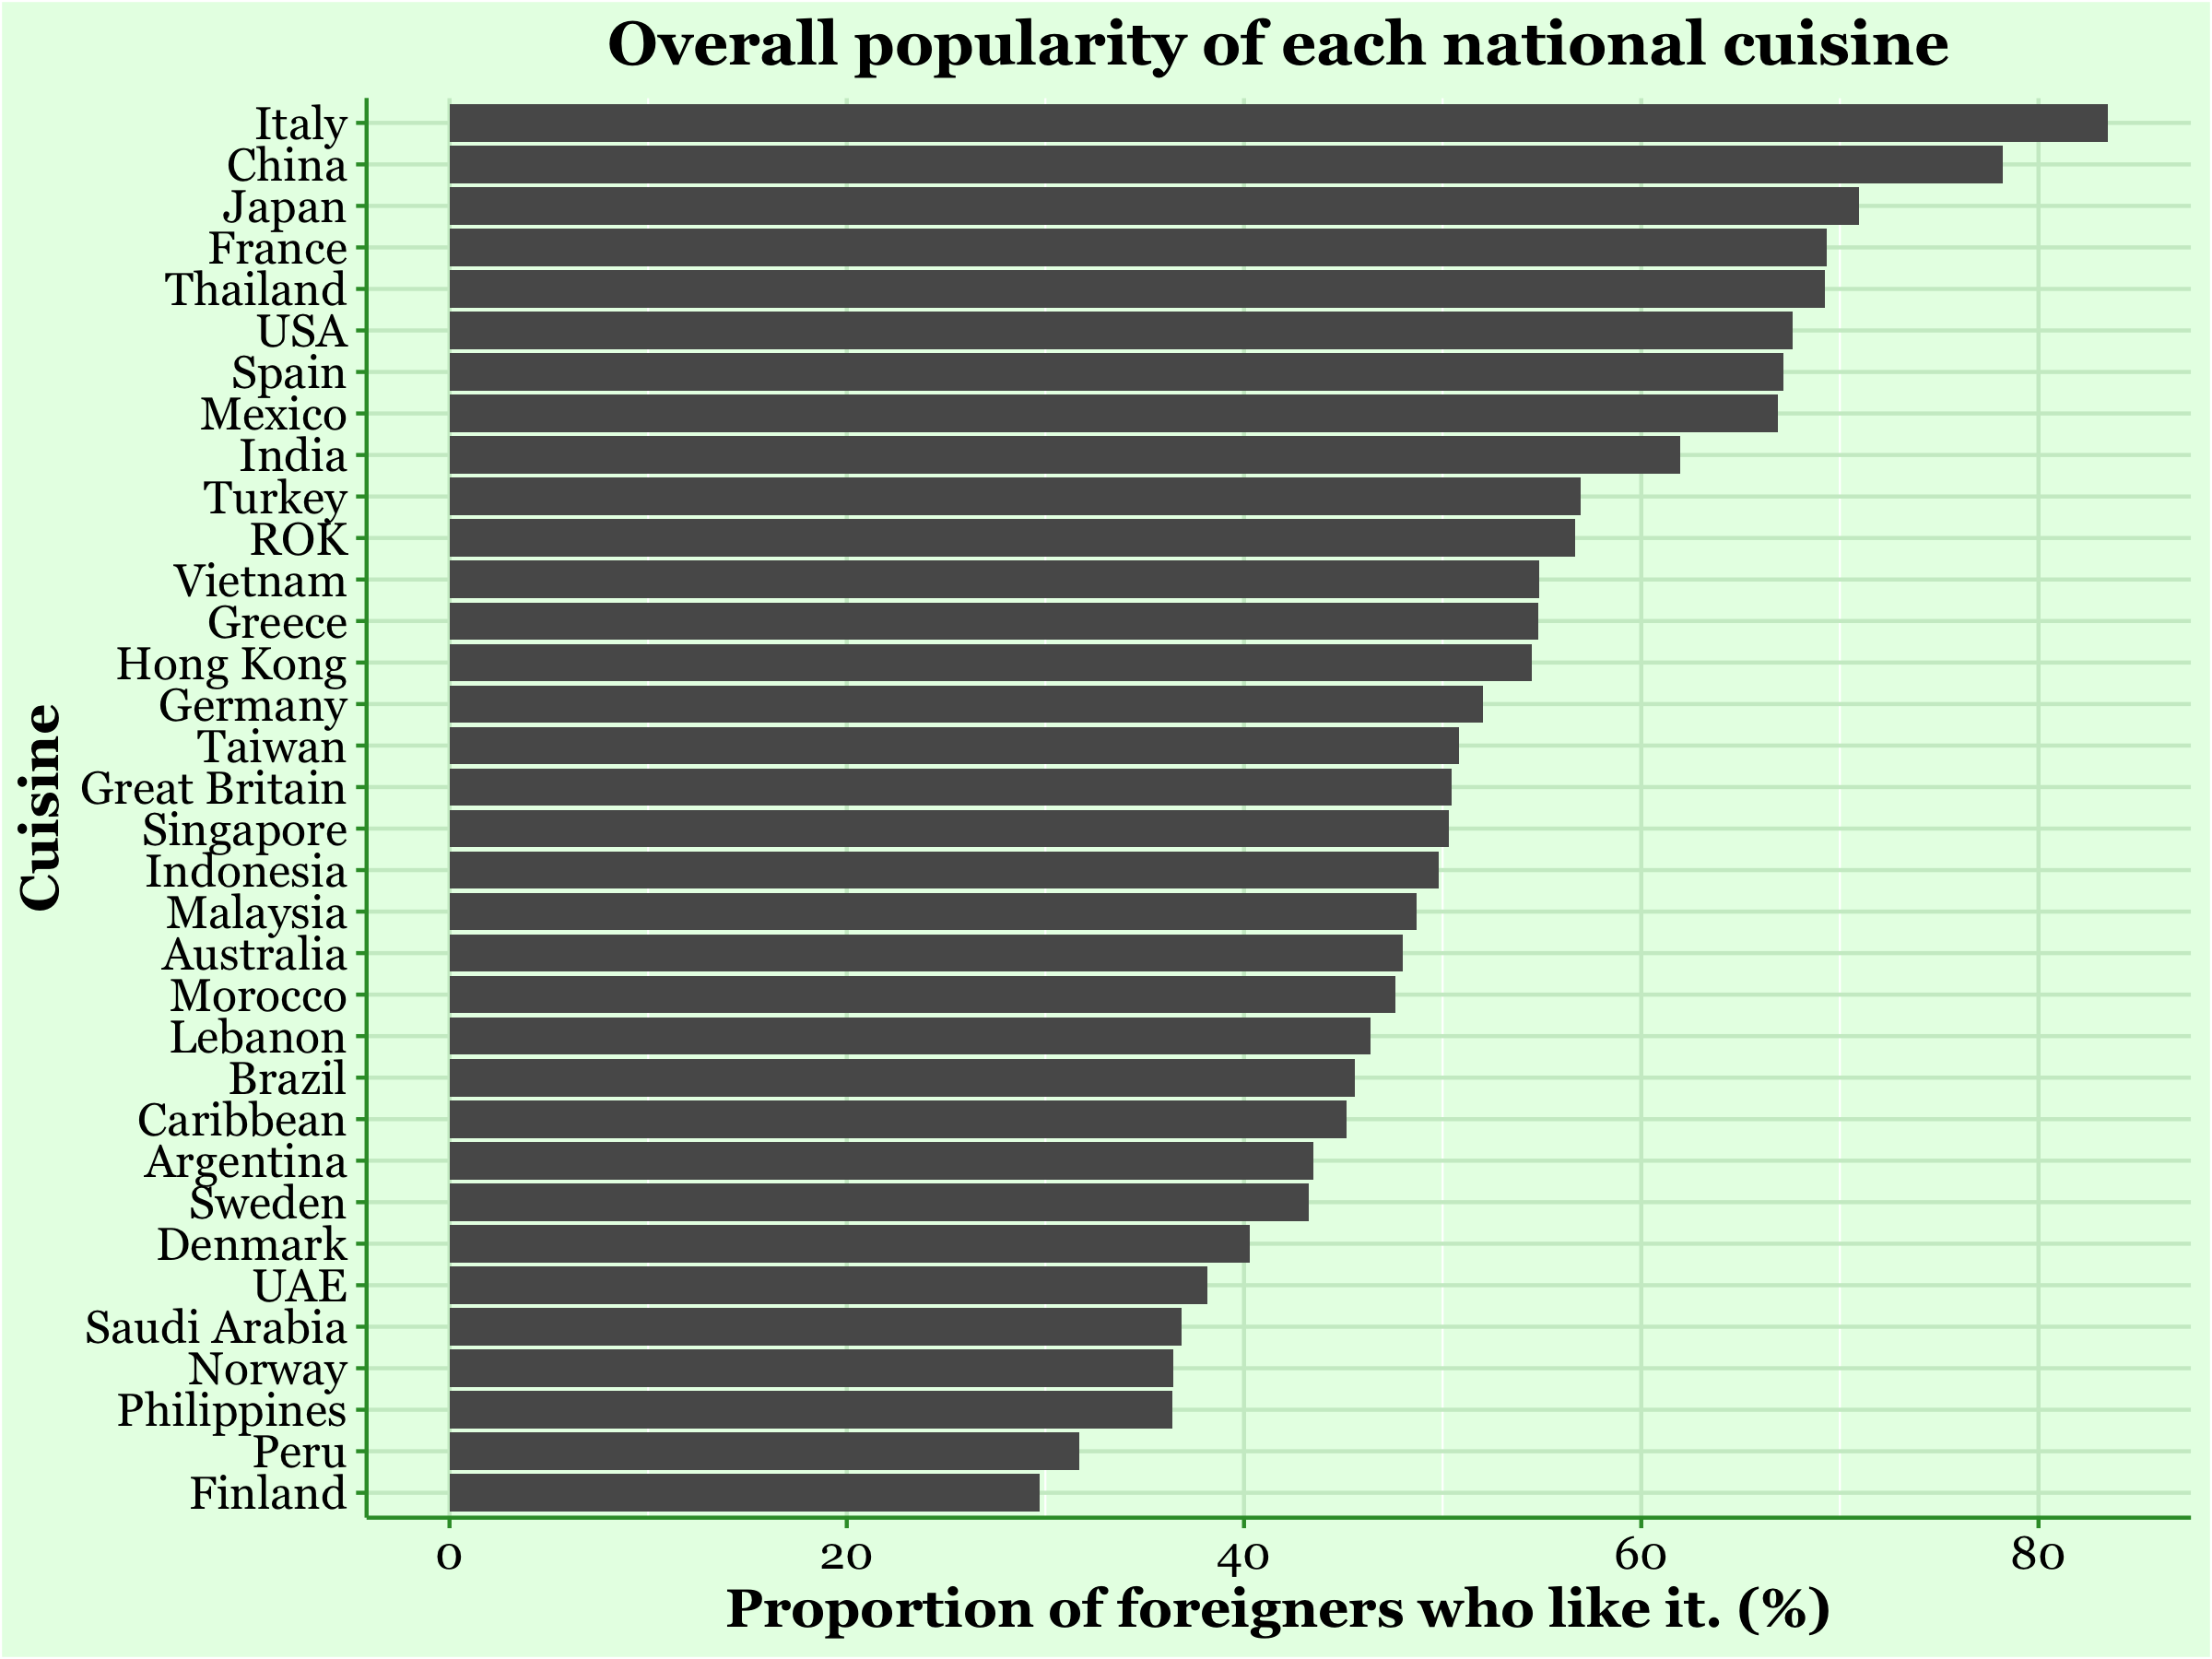 Overall popularity of each national cuisine
Italy
China
Japan
France
Thailand
USA
Spain
Mexico
India
Turkey
ROK
Vietnam
Greece
Hong Kong
Germany
Taiwan
Great Britain
Singapore
Indonesia
Malaysia
Australia
Morocco
Lebanon
Brazil
Caribbean
Argentina
Sweden
Denmark
UAE
Saudi Arabia
Norway
Philippines
Peru
Finland
Cuisine
0 20 40 60 80
Proportion of foreigners who like it. (%)